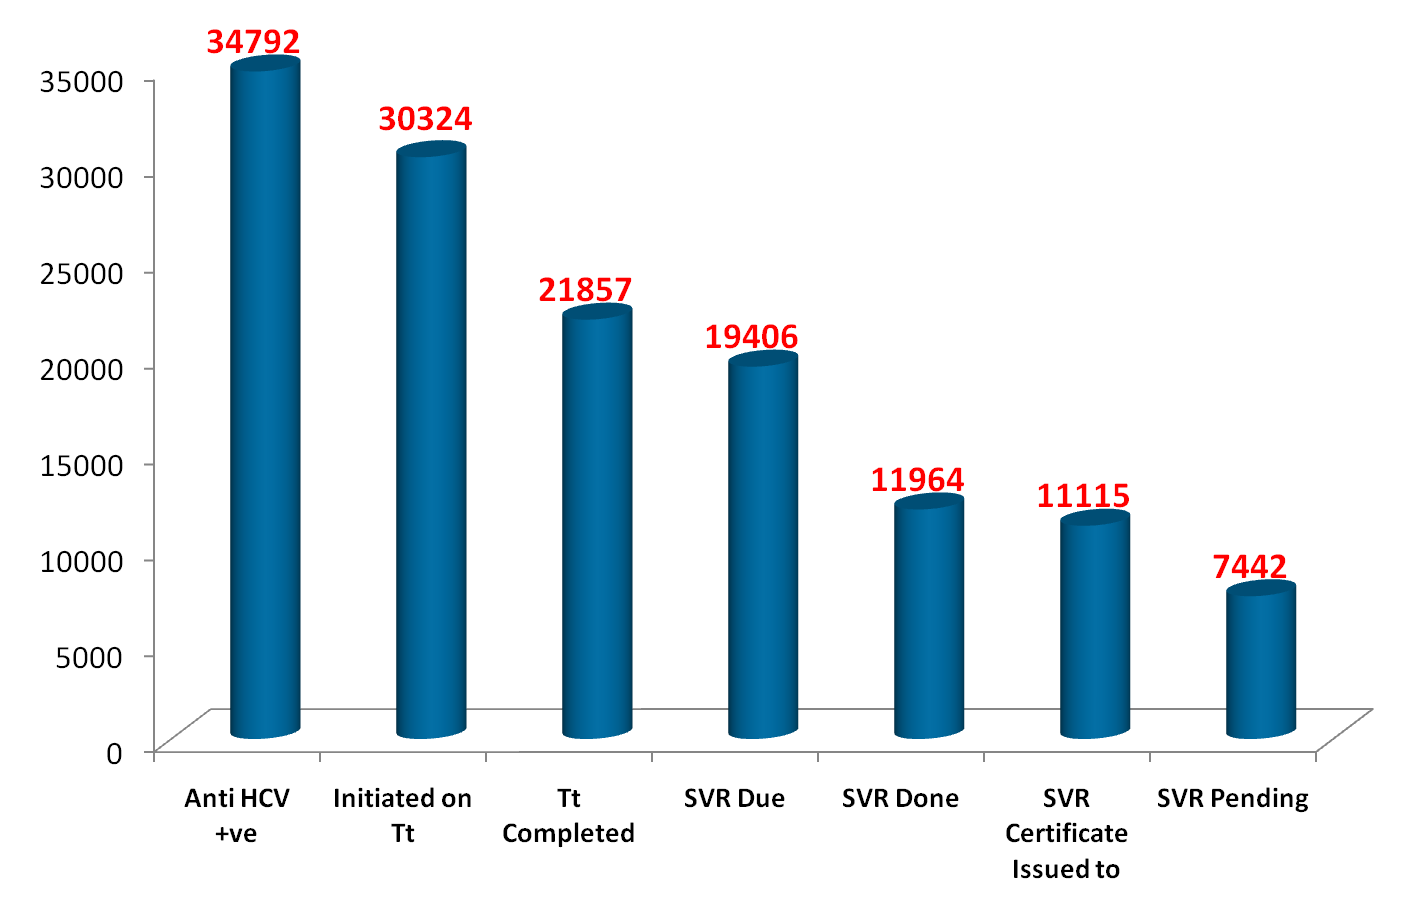 34792
30324
21857
19406
11964
11115
7442
35000
30000
25000
20000
15000
10000
5000
0
Anti HCV
+ve
Initiated on
Tt
Tt
Completed
SVR Due
SVR Done
SVR
Certificate
Issued to
SVR Pending